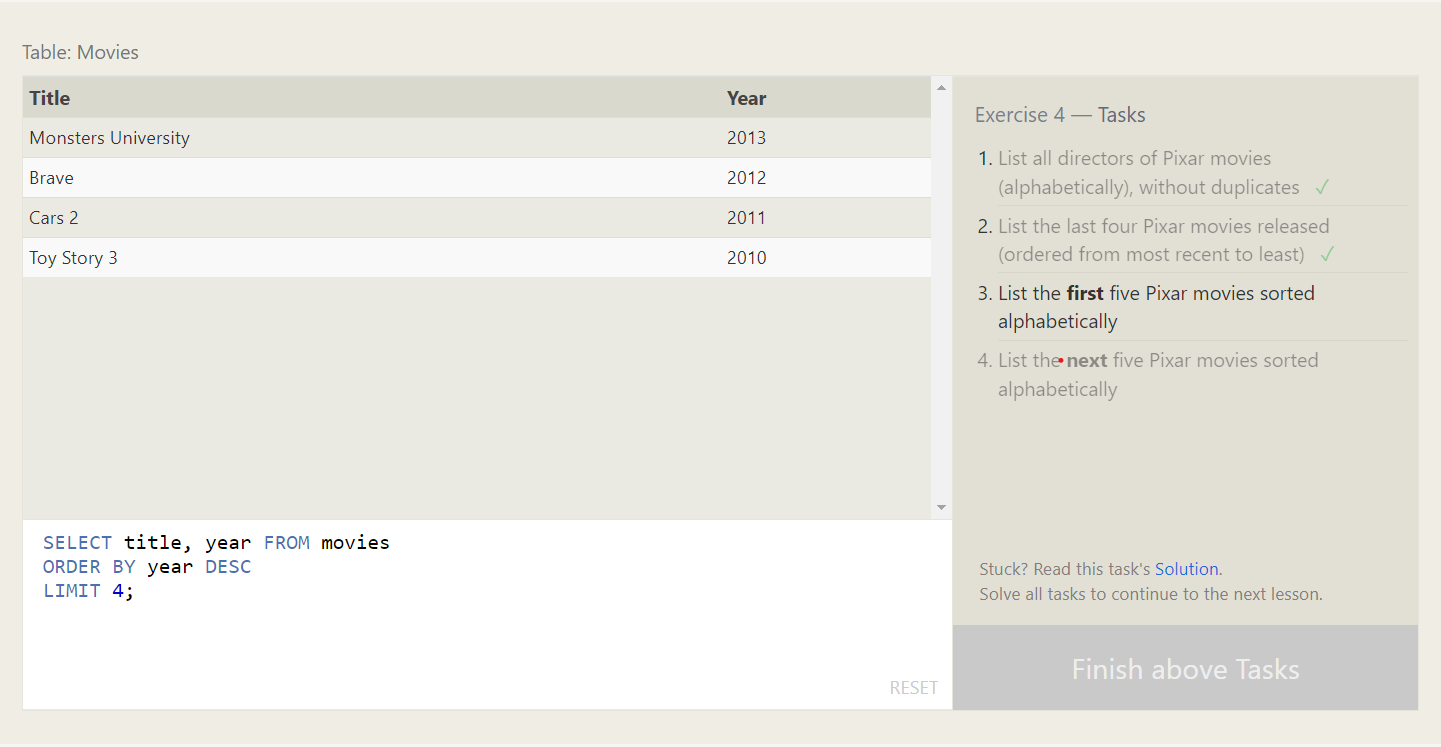 Table: Movies
Title Year
Monsters University 2013
Brave 2012
Cars 2 2011
Toy Story 3 2010
SELECT title, year FROM movies
ORDER BY year DESC
LIMIT 4;
RESET
Exercise 4 — Tasks
1. List all directors of Pixar movies
(alphabetically), without duplicates ✓
2. List the last four Pixar movies released
(ordered from most recent to least) ✓
3. List the first five Pixar movies sorted
alphabetically
4. List the next five Pixar movies sorted
alphabetically
Stuck? Read this task's Solution.
Solve all tasks to continue to the next lesson.
Finish above Tasks